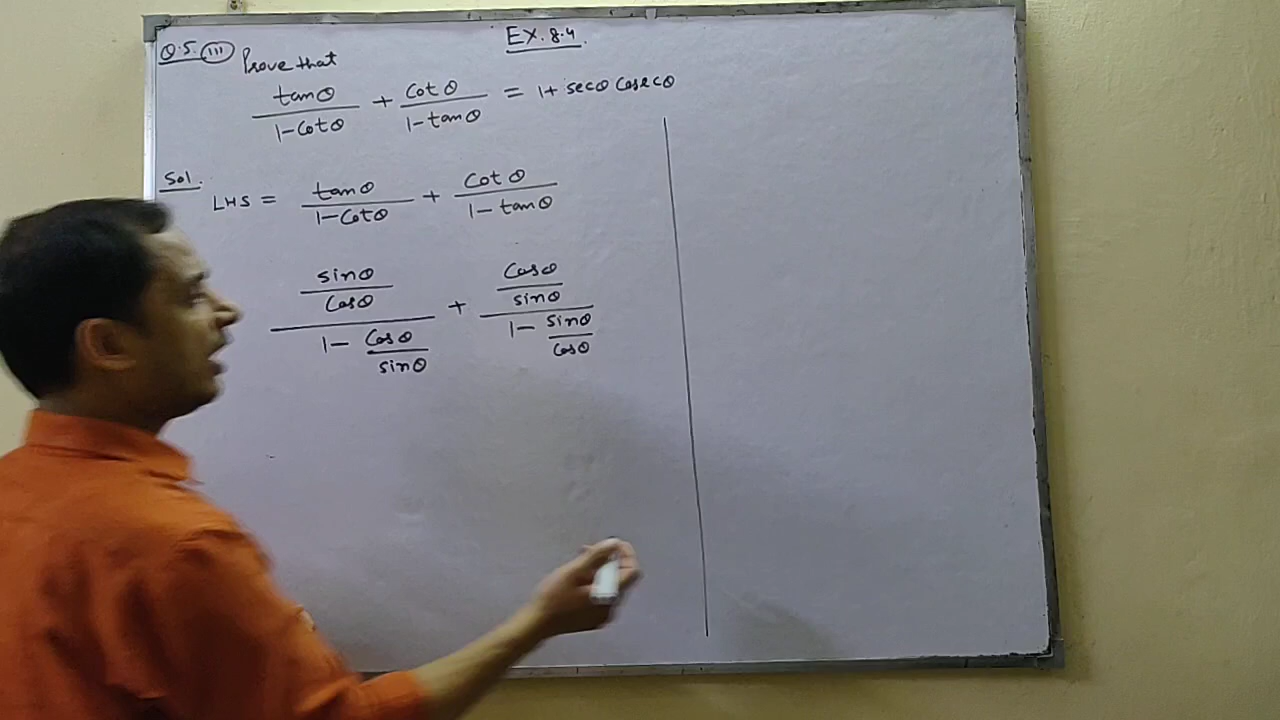 EX. 8.4.
Q.5. (iii) Prove that
tanθ/1-Cotθ + Cotθ/1-tanθ = 1+ secθ Cosecθ
Sol.
LHS = tanθ/1-Cotθ + Cotθ/1-tanθ
sinθ/Cosθ / 1- Cosθ/sinθ + Cosθ/sinθ / 1- sinθ/Cosθ